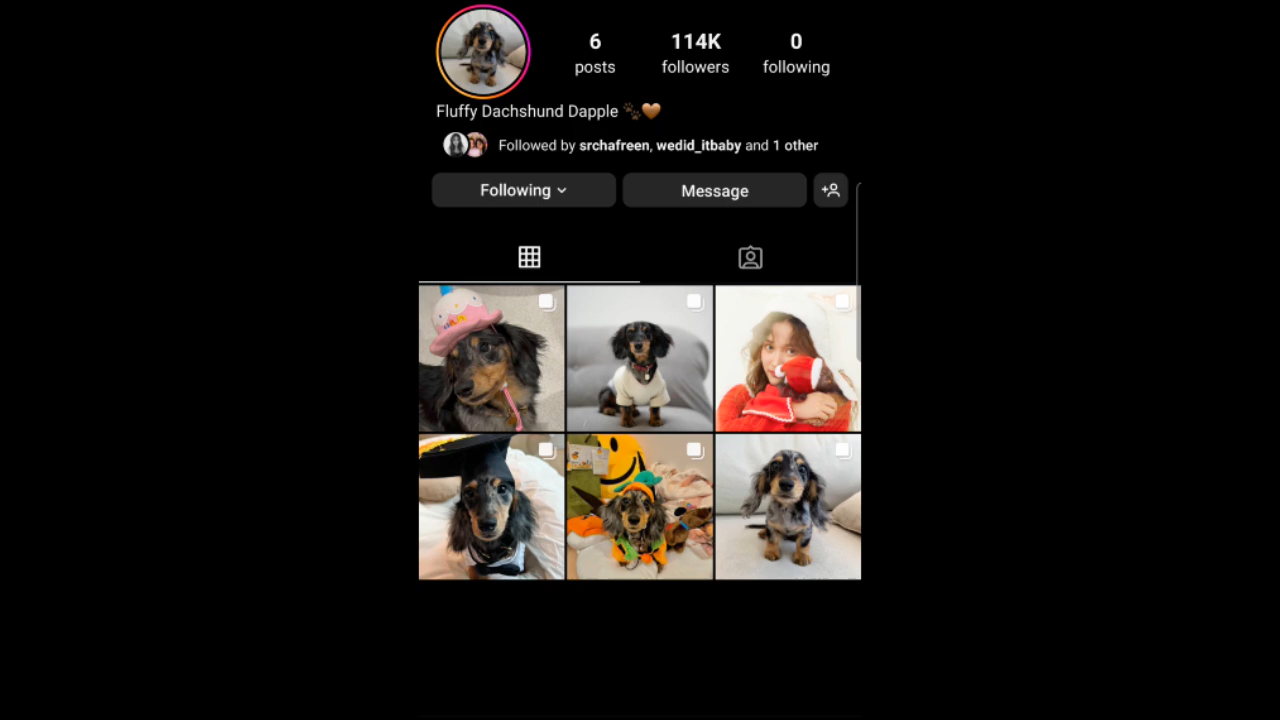 6 114K 0
posts followers following
Fluffy Dachshund Dapple 🐾🤎
Followed by srchafreen, wedid_itbaby and 1 other
Following Message